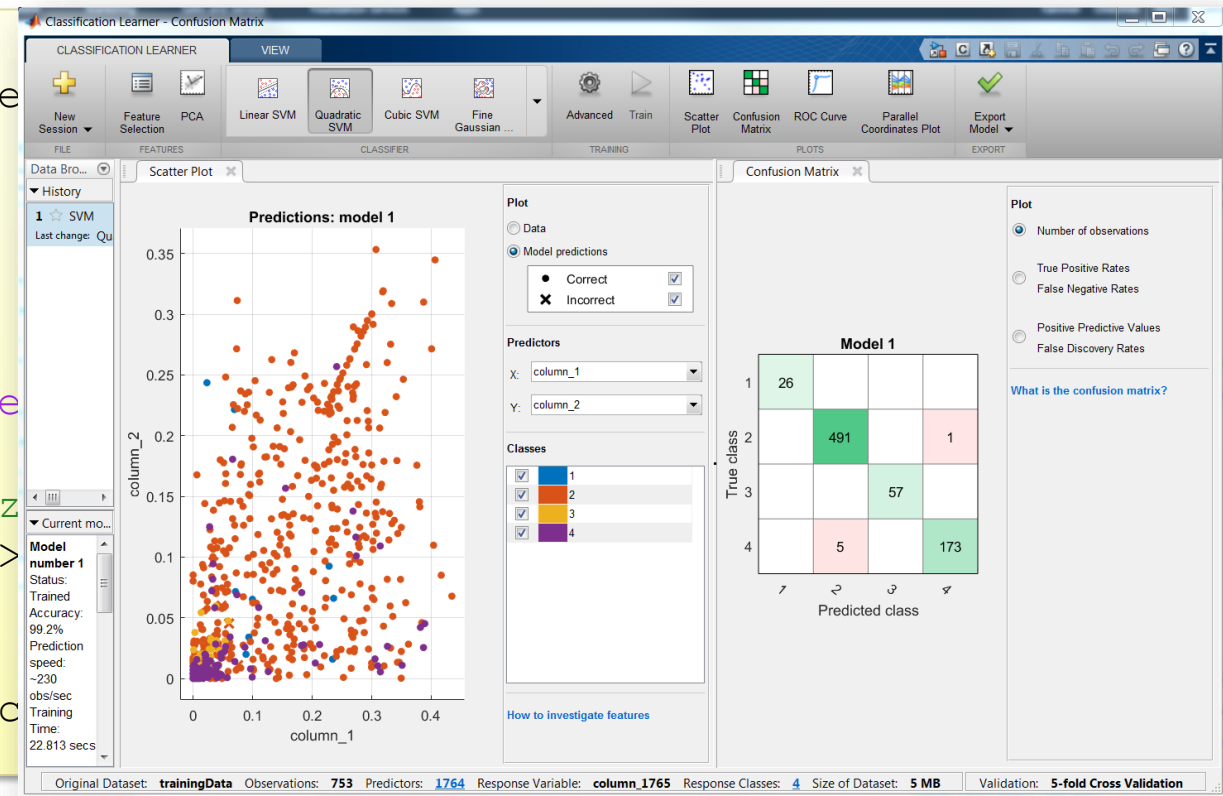 Classification Learner - Confusion Matrix
CLASSIFICATION LEARNER VIEW
New Session
Feature Selection
PCA
Linear SVM
Quadratic SVM
Cubic SVM
Fine Gaussian ...
Advanced
Train
Scatter Plot
Confusion Matrix
ROC Curve
Parallel Coordinates Plot
Export Model
FILE FEATURES CLASSIFIER TRAINING PLOTS EXPORT
Data Bro...
History
1 SVM
Last change: Qu
Current mo...
Model
number 1
Status:
Trained
Accuracy:
99.2%
Prediction
speed:
~230
obs/sec
Training
Time:
22.813 secs
Scatter Plot
Predictions: model 1
0.35
0.3
0.25
0.2
0.15
0.1
0.05
0
column_2
0 0.1 0.2 0.3 0.4
column_1
Plot
Data
Model predictions
Correct
Incorrect
Predictors
X: column_1
Y: column_2
Classes
1
2
3
4
How to investigate features
Confusion Matrix
Model 1
1 26
2 491 1
3 57
4 5 173
True class
1 2 3 4
Predicted class
Plot
Number of observations
True Positive Rates
False Negative Rates
Positive Predictive Values
False Discovery Rates
What is the confusion matrix?
Original Dataset: trainingData Observations: 753 Predictors: 1764 Response Variable: column_1765 Response Classes: 4 Size of Dataset: 5 MB Validation: 5-fold Cross Validation
e
e
z
>